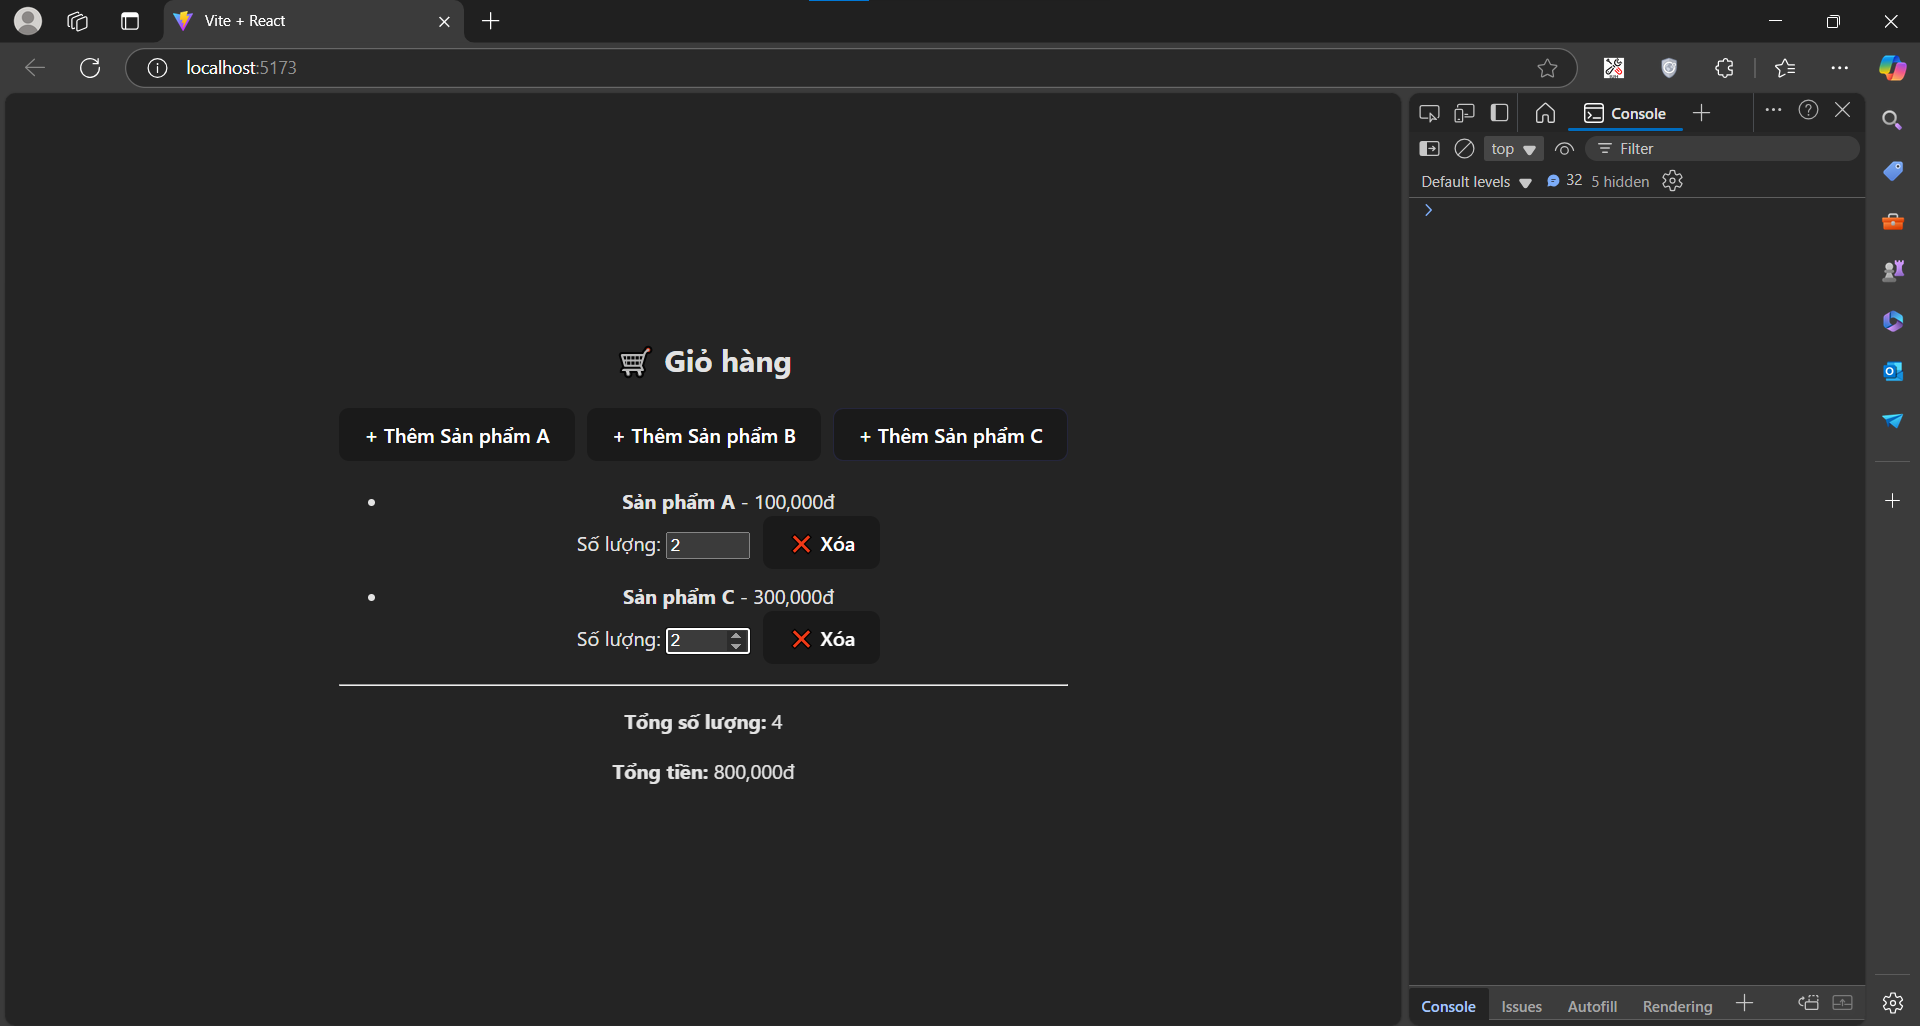 Vite + React
localhost:5173
Console
top
Filter
Default levels
32
5 hidden
Giỏ hàng
+ Thêm Sản phẩm A
+ Thêm Sản phẩm B
+ Thêm Sản phẩm C
Sản phẩm A - 100,000đ
Số lượng: 2
Xóa
Sản phẩm C - 300,000đ
Số lượng: 2
Xóa
Tổng số lượng: 4
Tổng tiền: 800,000đ
Console
Issues
Autofill
Rendering